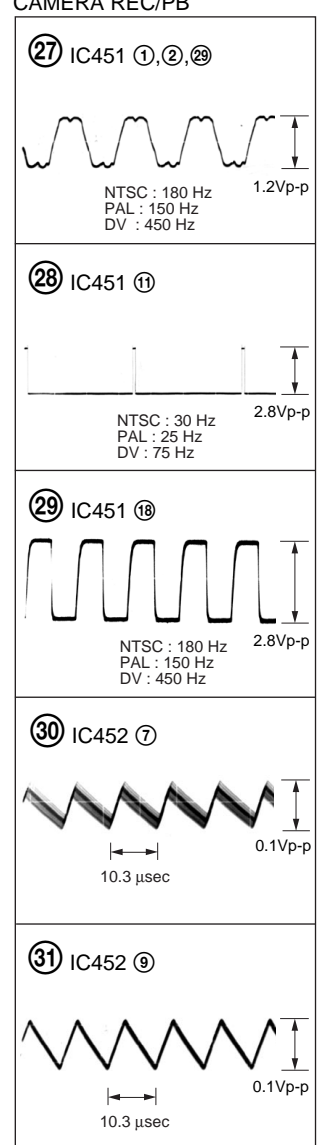 CAMERA REC/PB
㉗ IC451 ①,②,㉙
1.2Vp-p
NTSC : 180 Hz
PAL : 150 Hz
DV : 450 Hz
㉘ IC451 ⑪
2.8Vp-p
NTSC : 30 Hz
PAL : 25 Hz
DV : 75 Hz
㉙ IC451 ⑱
2.8Vp-p
NTSC : 180 Hz
PAL : 150 Hz
DV : 450 Hz
㉚ IC452 ⑦
0.1Vp-p
10.3 µsec
㉛ IC452 ⑨
0.1Vp-p
10.3 µsec